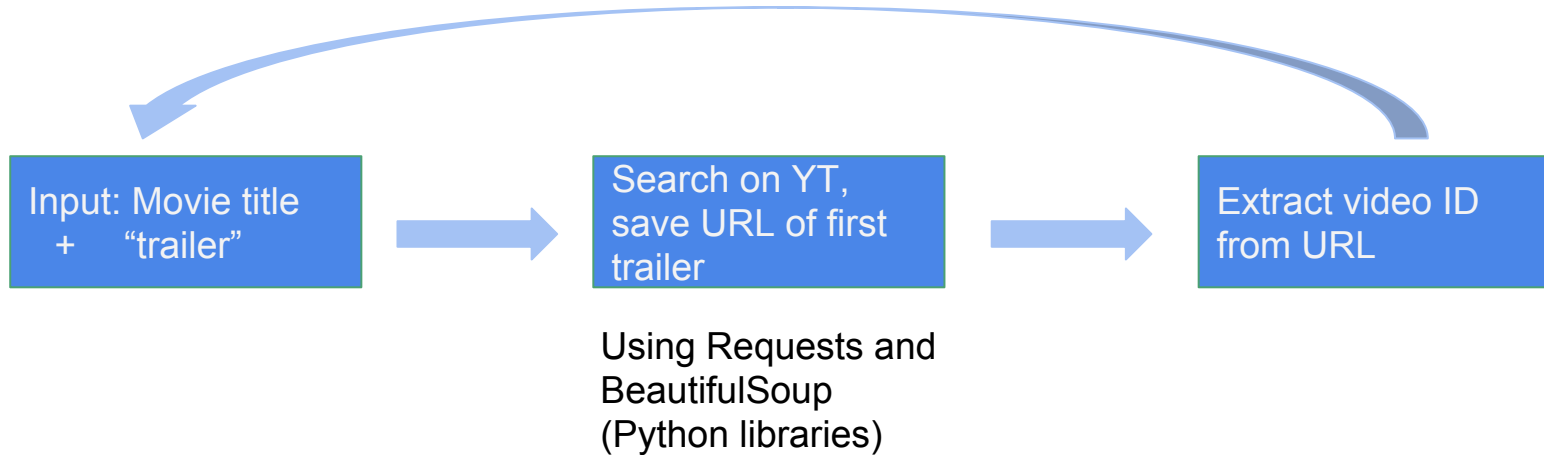 Input: Movie title
+ “trailer”
Search on YT,
save URL of first
trailer
Extract video ID
from URL
Using Requests and
BeautifulSoup
(Python libraries)